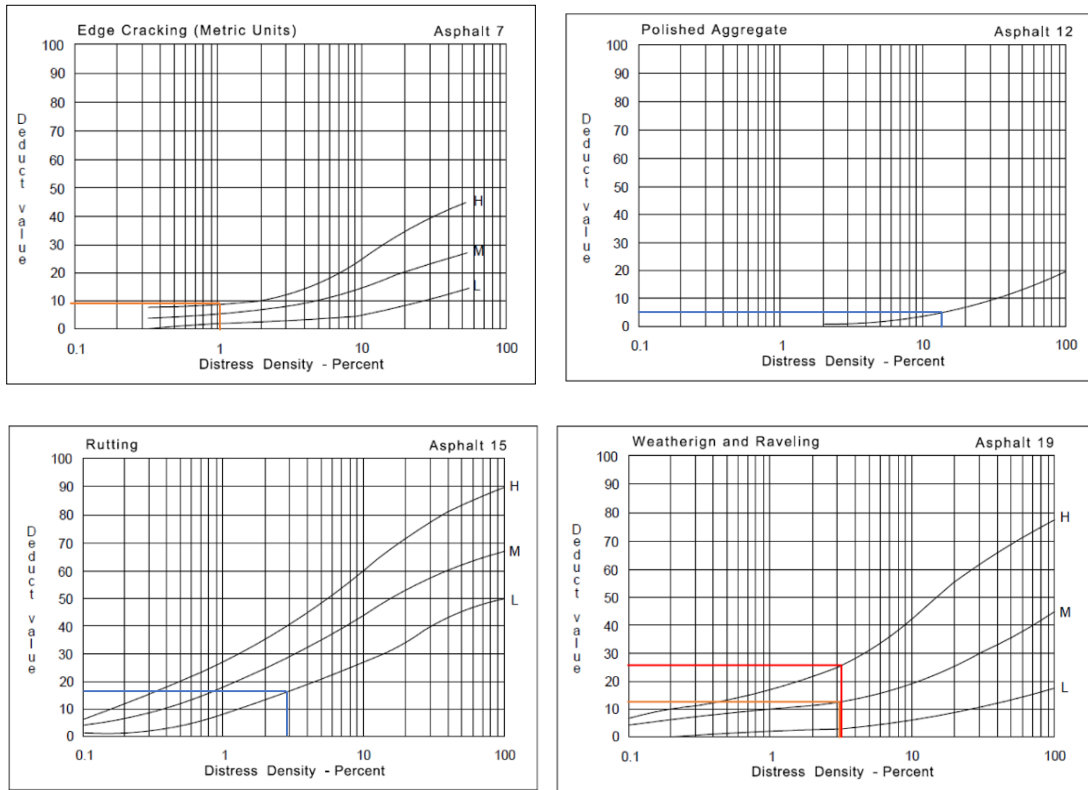 Edge Cracking (Metric Units) Asphalt 7
100
90
80
70
60
50
40
30
20
10
0
Deduct value
H
M
L
0.1 1 10 100
Distress Density - Percent
Polished Aggregate Asphalt 12
100
90
80
70
60
50
40
30
20
10
0
Deduct value
0.1 1 10 100
Distress Density - Percent
Rutting Asphalt 15
100
90
80
70
60
50
40
30
20
10
0
Deduct value
H
M
L
0.1 1 10 100
Distress Density - Percent
Weatherign and Raveling Asphalt 19
100
90
80
70
60
50
40
30
20
10
0
Deduct value
H
M
L
0.1 1 10 100
Distress Density - Percent